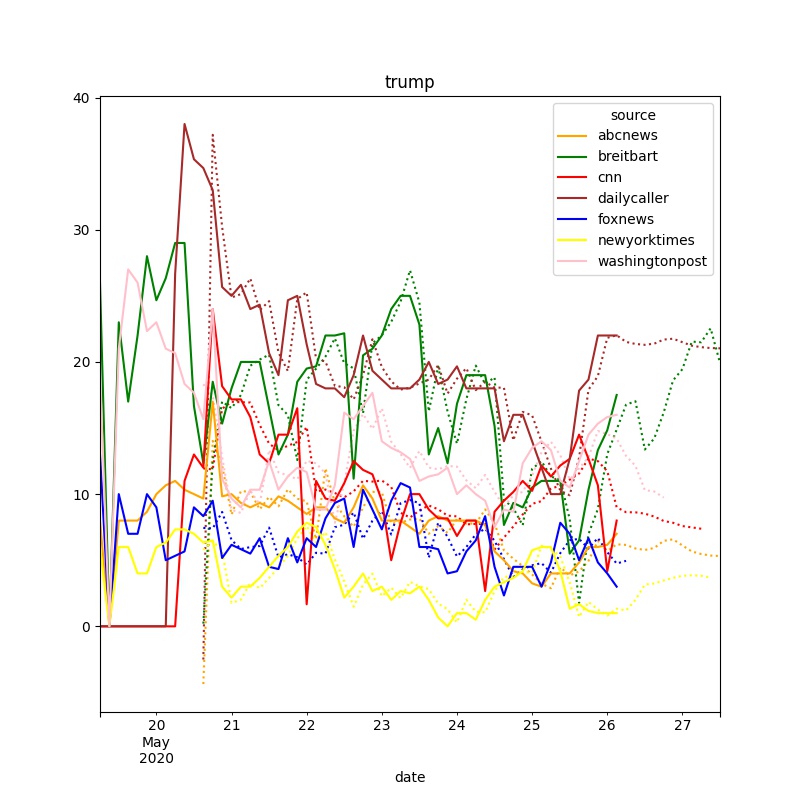 trump
source
abcnews
breitbart
cnn
dailycaller
foxnews
newyorktimes
washingtonpost
40
30
20
10
0
20 21 22 23 24 25 26 27
May
2020
date